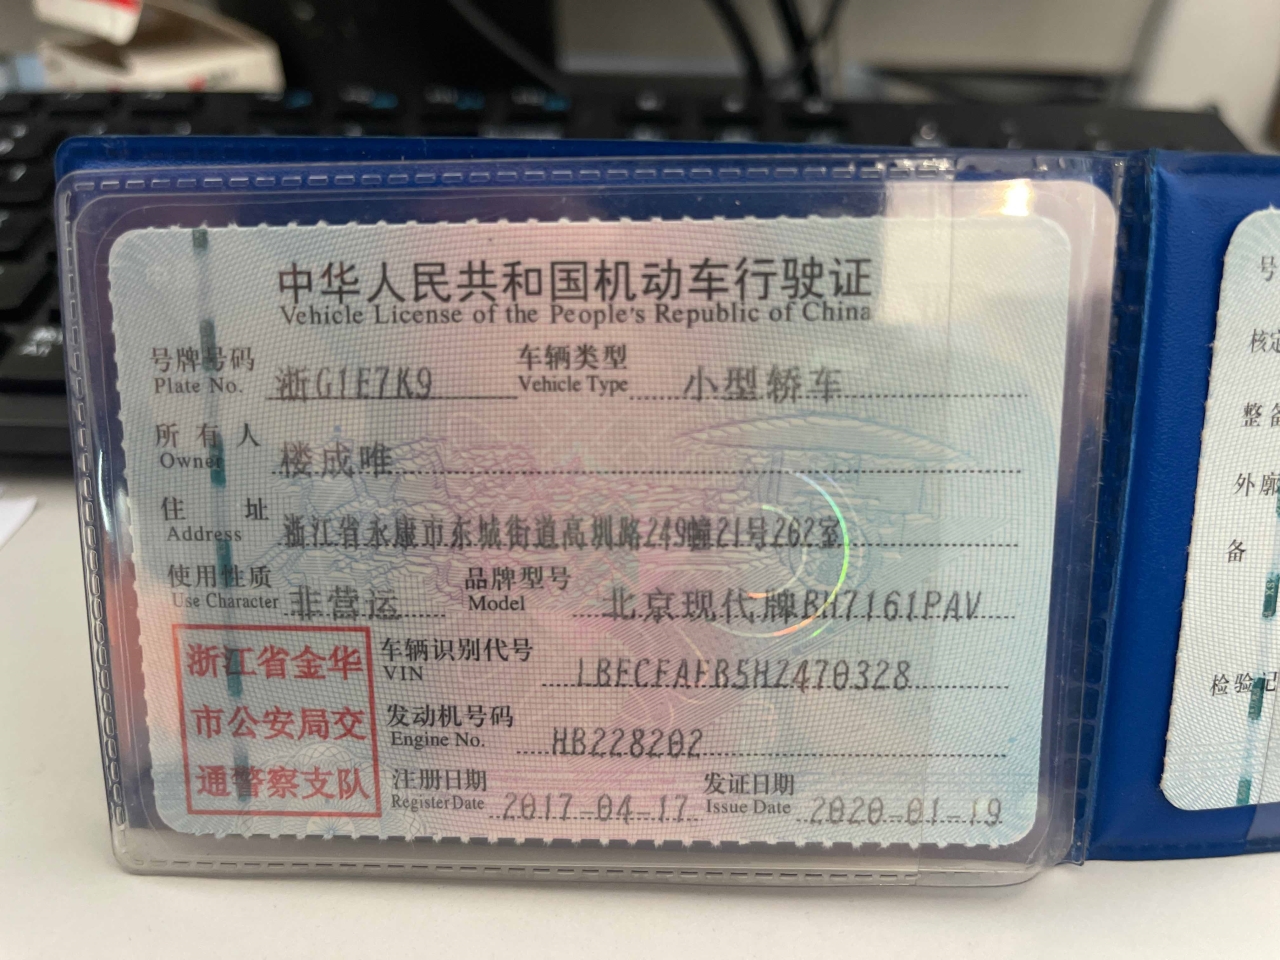 中华人民共和国机动车行驶证
Vehicle License of the People's Republic of China
号牌号码 浙G1E7K9 车辆类型 小型轿车
Plate No. Vehicle Type
所有人 楼成唯
Owner
住址 浙江省永康市东城街道高圳路249幢21号262室
Address
使用性质 非营运 品牌型号 北京现代牌BH7161PAV
Use Character Model
浙江省金华
市公安局交
通警察支队
车辆识别代号 LBECFAFB5HZ470328
VIN
发动机号码 HB228202
Engine No.
注册日期 2017-04-17 发证日期 2020-01-19
Register Date Issue Date
号
核定
整备
外廓
备
检验记